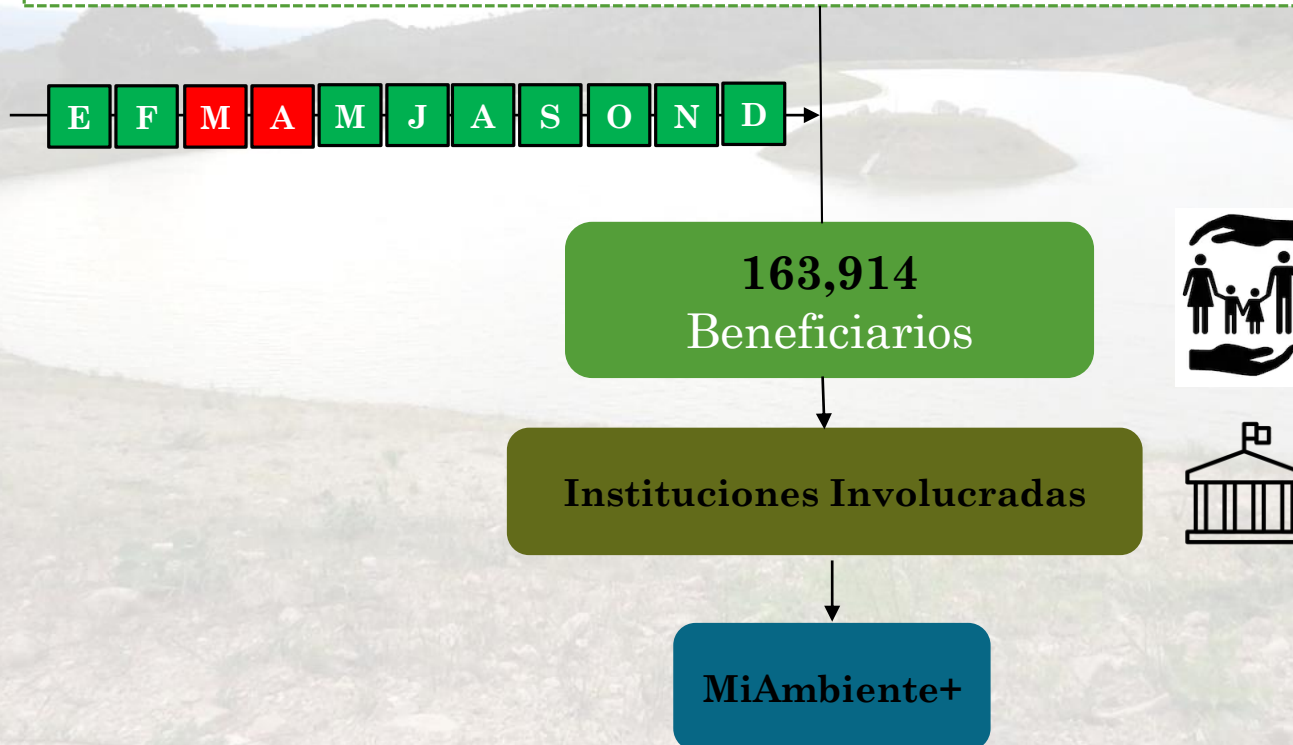 E F M A M J A S O N D
163,914
Beneficiarios
Instituciones Involucradas
MiAmbiente+